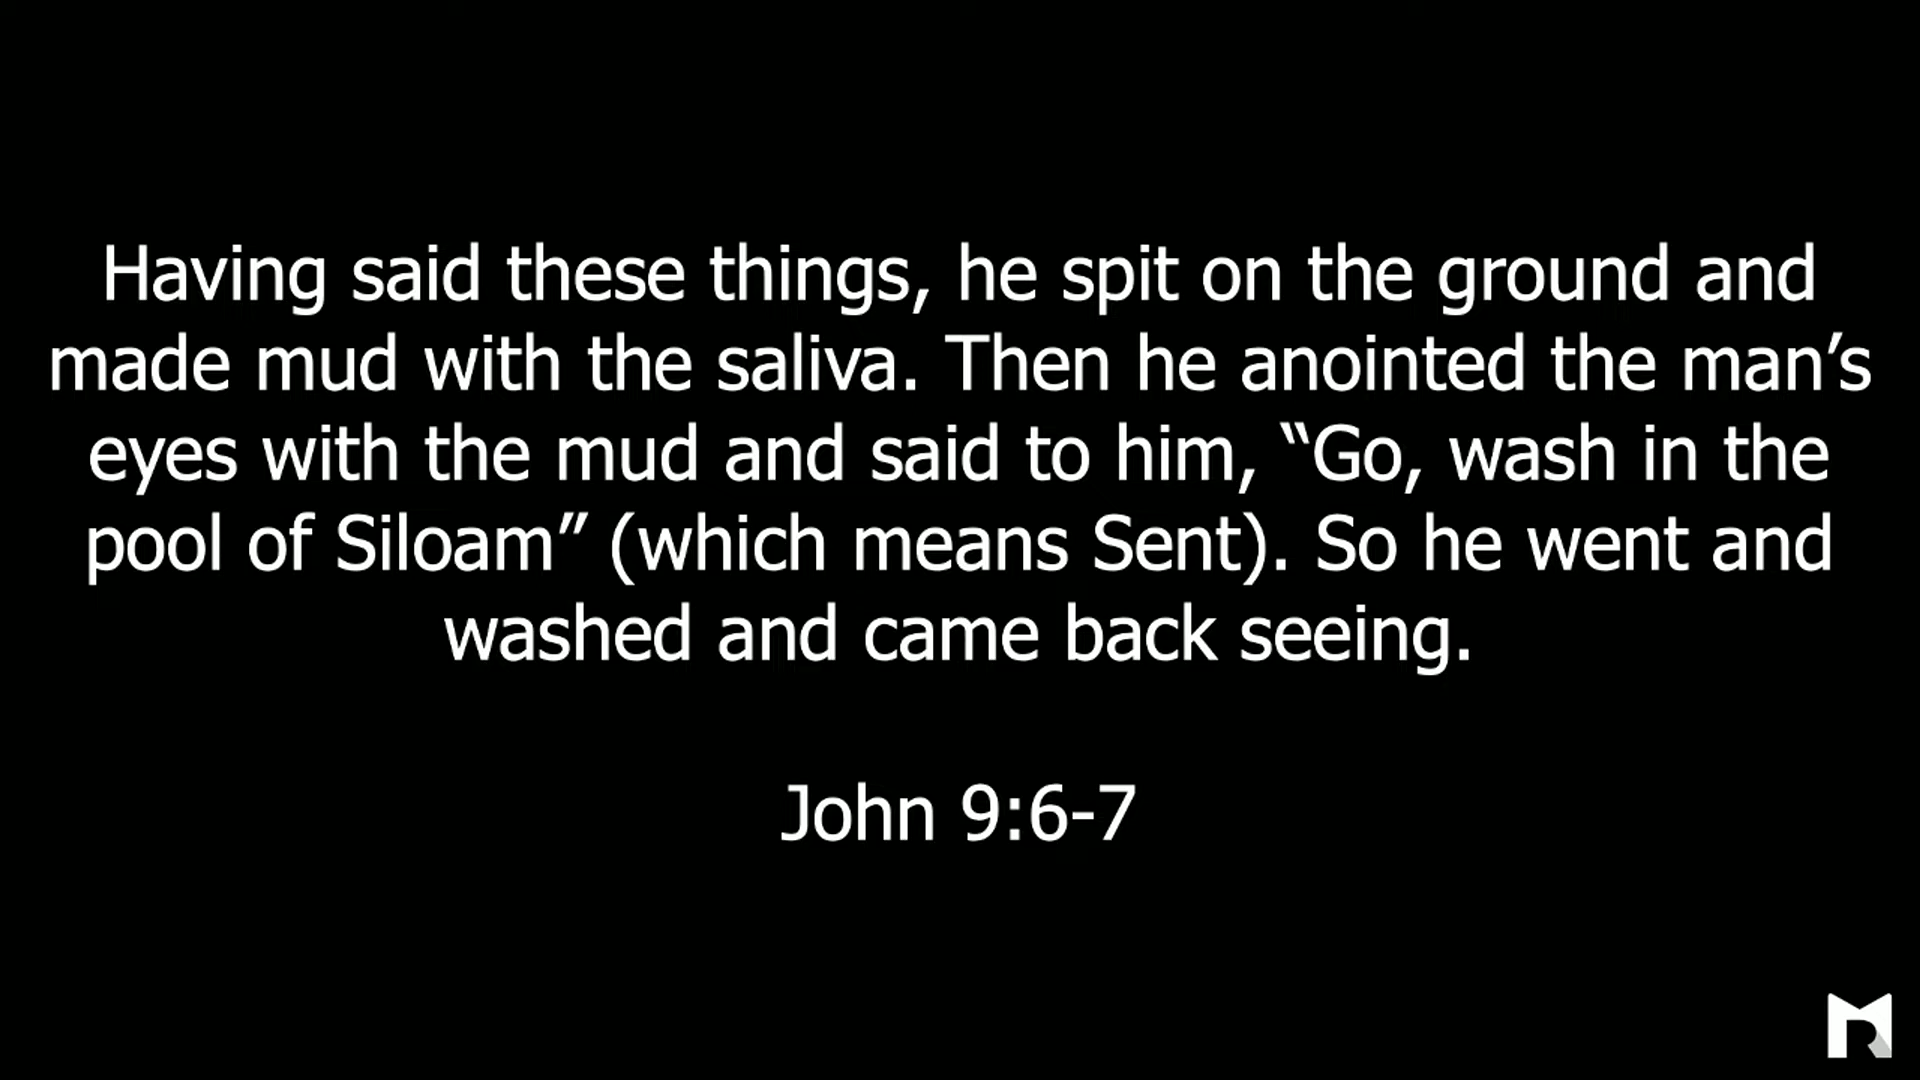 Having said these things, he spit on the ground and
made mud with the saliva. Then he anointed the man’s
eyes with the mud and said to him, “Go, wash in the
pool of Siloam” (which means Sent). So he went and
washed and came back seeing.
John 9:6-7